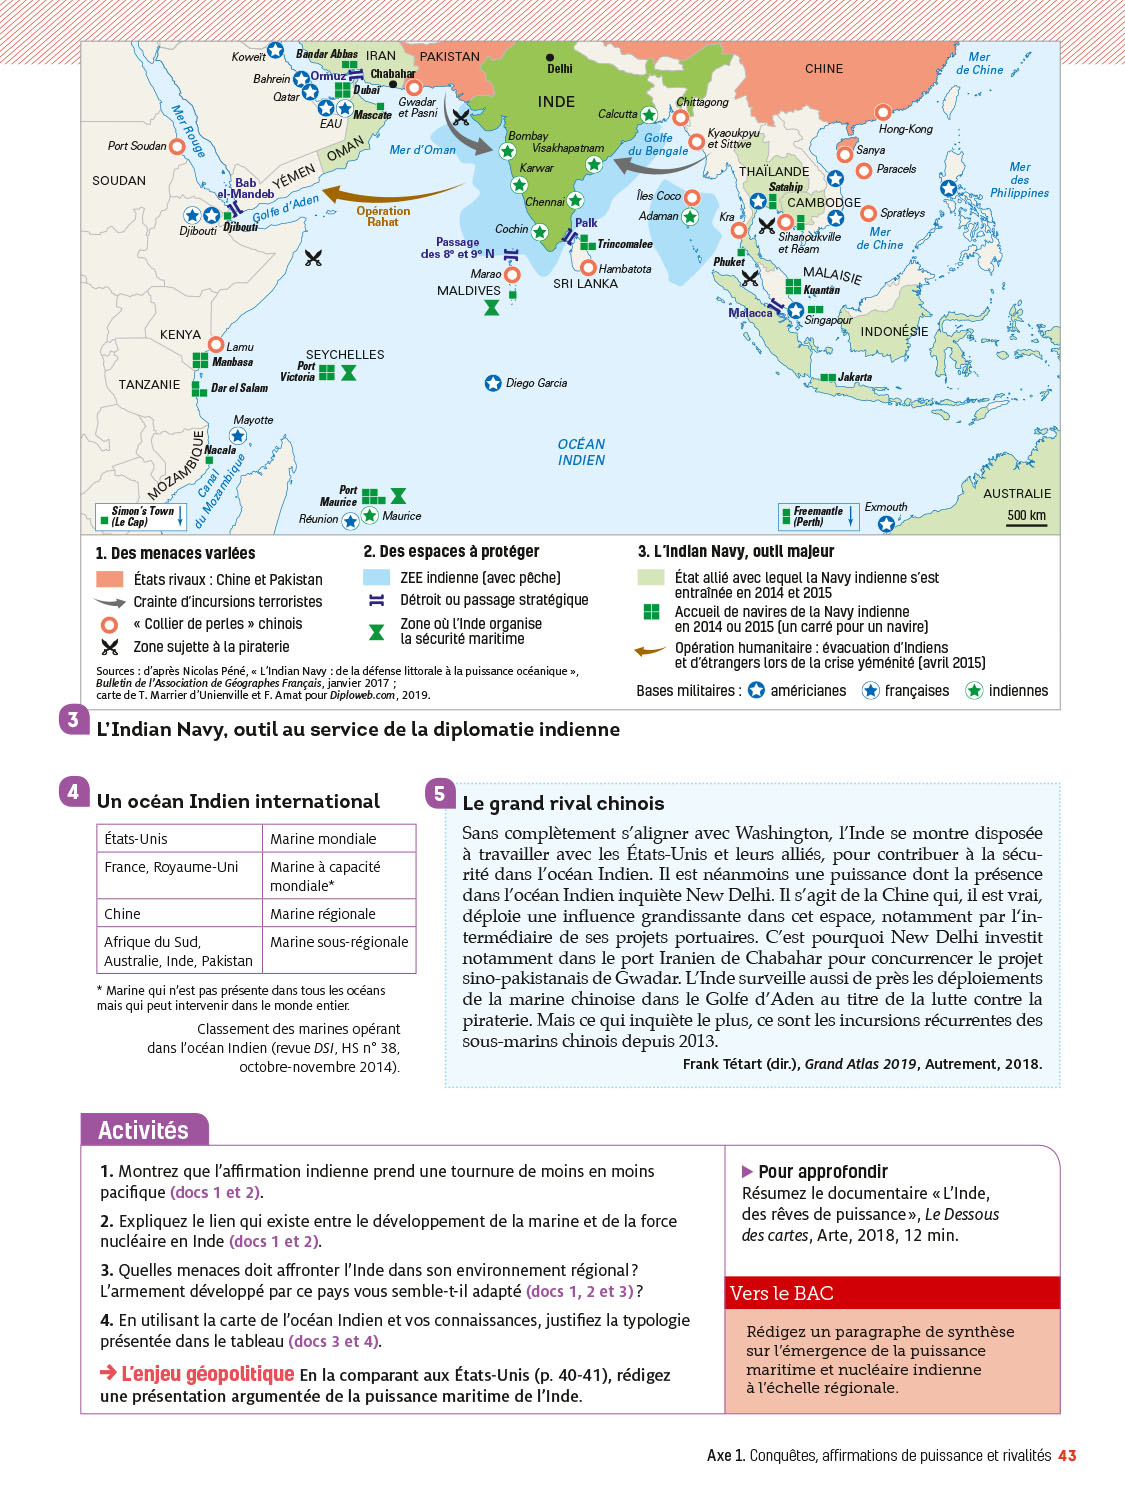 Koweït
Bandar Abbas
IRAN
PAKISTAN
Delhi
CHINE
Mer
de Chine
Bahreïn
Ormuz
Chabahar
Qatar
Dubaï
EAU
Mascate
Gwadar
et Pasni
INDE
Calcutta
Chittagong
Hong-Kong
Mer Rouge
Port Soudan
OMAN
Mer d'Oman
Bombay
Visakhapatnam
Golfe
du Bengale
Kyaoukpyu
et Sittwe
Sanya
Paracels
Mer
des
Philippines
SOUDAN
YÉMEN
Bab
el-Mandeb
Golfe d'Aden
Opération
Rahat
Karwar
Chennai
THAÏLANDE
Satahip
CAMBODGE
Îles Coco
Adaman
Kra
Spratleys
Djibouti
Djibouti
Cochin
Palk
Trincomalee
Sihanoukville
et Réam
Mer
de Chine
Passage
des 8° et 9° N
Marao
Hambatota
SRI LANKA
Phuket
MALDIVES
MALAISIE
Kuantän
Malacca
Singapour
INDONÉSIE
KENYA
Lamu
Manbasa
SEYCHELLES
Port
Victoria
TANZANIE
Dar el Salam
Diego Garcia
Jakarta
Mayotte
MOZAMBIQUE
Nacala
Canal
du Mozambique
OCÉAN
INDIEN
Port
Maurice
Réunion
Maurice
Simon's Town
(Le Cap)
Freemantle
(Perth)
Exmouth
AUSTRALIE
500 km
1. Des menaces variées
États rivaux : Chine et Pakistan
Crainte d'incursions terroristes
« Collier de perles » chinois
Zone sujette à la piraterie
2. Des espaces à protéger
ZEE indienne (avec pêche)
Détroit ou passage stratégique
Zone où l'Inde organise
la sécurité maritime
3. L'Indian Navy, outil majeur
État allié avec lequel la Navy indienne s'est
entraînée en 2014 et 2015
Accueil de navires de la Navy indienne
en 2014 ou 2015 (un carré pour un navire)
Opération humanitaire : évacuation d'Indiens
et d'étrangers lors de la crise yéménité (avril 2015)
Bases militaires : américianes françaises indiennes
Sources : d'après Nicolas Péné, « L'Indian Navy : de la défense littorale à la puissance océanique »,
Bulletin de l'Association de Géographes Français, janvier 2017 ;
carte de T. Marrier d'Unienville et F. Amat pour Diploweb.com, 2019.
3 L'Indian Navy, outil au service de la diplomatie indienne
4 Un océan Indien international
États-Unis Marine mondiale
France, Royaume-Uni Marine à capacité
mondiale*
Chine Marine régionale
Afrique du Sud, Marine sous-régionale
Australie, Inde, Pakistan
* Marine qui n'est pas présente dans tous les océans
mais qui peut intervenir dans le monde entier.
Classement des marines opérant
dans l'océan Indien (revue DSI, HS n° 38,
octobre-novembre 2014).
5 Le grand rival chinois
Sans complètement s'aligner avec Washington, l'Inde se montre disposée
à travailler avec les États-Unis et leurs alliés, pour contribuer à la sécu-
rité dans l'océan Indien. Il est néanmoins une puissance dont la présence
dans l'océan Indien inquiète New Delhi. Il s'agit de la Chine qui, il est vrai,
déploie une influence grandissante dans cet espace, notamment par l'in-
termédiaire de ses projets portuaires. C'est pourquoi New Delhi investit
notamment dans le port Iranien de Chabahar pour concurrencer le projet
sino-pakistanais de Gwadar. L'Inde surveille aussi de près les déploiements
de la marine chinoise dans le Golfe d'Aden au titre de la lutte contre la
piraterie. Mais ce qui inquiète le plus, ce sont les incursions récurrentes des
sous-marins chinois depuis 2013.
Frank Tétart (dir.), Grand Atlas 2019, Autrement, 2018.
Activités
1. Montrez que l'affirmation indienne prend une tournure de moins en moins
pacifique (docs 1 et 2).
2. Expliquez le lien qui existe entre le développement de la marine et de la force
nucléaire en Inde (docs 1 et 2).
3. Quelles menaces doit affronter l'Inde dans son environnement régional ?
L'armement développé par ce pays vous semble-t-il adapté (docs 1, 2 et 3) ?
4. En utilisant la carte de l'océan Indien et vos connaissances, justifiez la typologie
présentée dans le tableau (docs 3 et 4).
L'enjeu géopolitique En la comparant aux États-Unis (p. 40-41), rédigez
une présentation argumentée de la puissance maritime de l'Inde.
Pour approfondir
Résumez le documentaire « L'Inde,
des rêves de puissance », Le Dessous
des cartes, Arte, 2018, 12 min.
Vers le BAC
Rédigez un paragraphe de synthèse
sur l'émergence de la puissance
maritime et nucléaire indienne
à l'échelle régionale.
Axe 1. Conquêtes, affirmations de puissance et rivalités 43